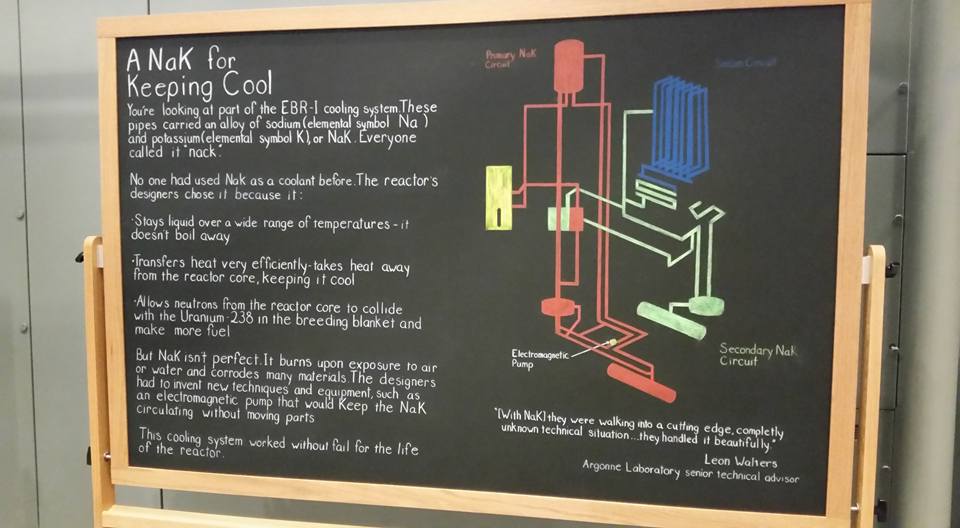 A NaK for
Keeping Cool
You're looking at part of the EBR-I cooling system. These
pipes carried an alloy of sodium (elemental symbol Na )
and potassium (elemental symbol K), or NaK. Everyone
called it "nack."
No one had used NaK as a coolant before. The reactor's
designers chose it because it:
·Stays liquid over a wide range of temperatures - it
doesn't boil away
·Transfers heat very efficiently-takes heat away
from the reactor core, keeping it cool
·Allows neutrons from the reactor core to collide
with the Uranium-238 in the breeding blanket and
make more fuel
But NaK isn't perfect. It burns upon exposure to air
or water and corrodes many materials. The designers
had to invent new techniques and equipment, such as
an electromagnetic pump that would Keep the NaK
circulating without moving parts
This cooling system worked without fail for the life
of the reactor.
Primary NaK
Circuit
Circuit
Electromagnetic
Pump
Secondary NaK
Circuit
"[With NaK] they were walking into a cutting edge, completly
unknown technical situation...they handled it beautifully."
Leon Walters
Argonne Laboratory senior technical advisor